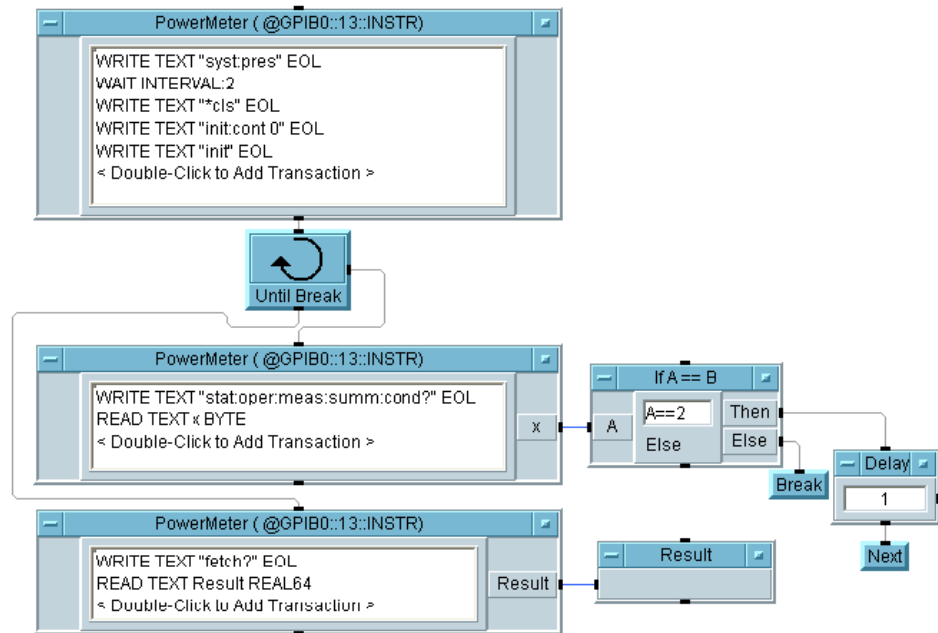 PowerMeter ( @GPIB0::13::INSTR)
WRITE TEXT "syst:pres" EOL
WAIT INTERVAL:2
WRITE TEXT "*cls" EOL
WRITE TEXT "init:cont 0" EOL
WRITE TEXT "init" EOL
< Double-Click to Add Transaction >
Until Break
PowerMeter ( @GPIB0::13::INSTR)
WRITE TEXT "stat:oper:meas:summ:cond?" EOL
READ TEXT x BYTE
< Double-Click to Add Transaction >
x
If A == B
A
A==2
Else
Then
Else
Break
Delay
1
Next
PowerMeter ( @GPIB0::13::INSTR)
WRITE TEXT "fetch?" EOL
READ TEXT Result REAL64
< Double-Click to Add Transaction >
Result
Result